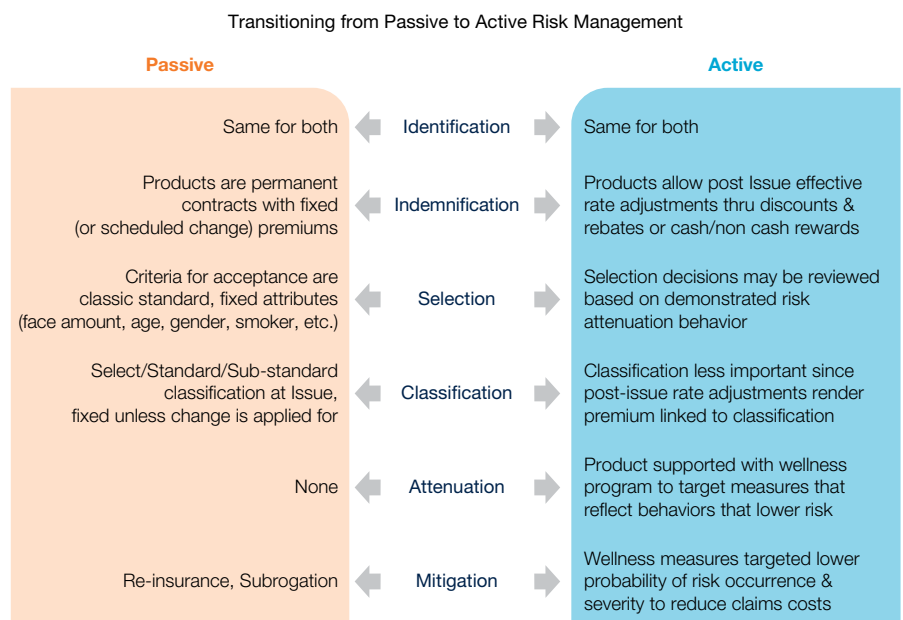 Transitioning from Passive to Active Risk Management
Passive
Active
Same for both
Identification
Same for both
Products are permanent
contracts with fixed
(or scheduled change) premiums
Indemnification
Products allow post Issue effective
rate adjustments thru discounts &
rebates or cash/non cash rewards
Criteria for acceptance are
classic standard, fixed attributes
(face amount, age, gender, smoker, etc.)
Selection
Selection decisions may be reviewed
based on demonstrated risk
attenuation behavior
Select/Standard/Sub-standard
classification at Issue,
fixed unless change is applied for
Classification
Classification less important since
post-issue rate adjustments render
premium linked to classification
None
Attenuation
Product supported with wellness
program to target measures that
reflect behaviors that lower risk
Re-insurance, Subrogation
Mitigation
Wellness measures targeted lower
probability of risk occurrence &
severity to reduce claims costs